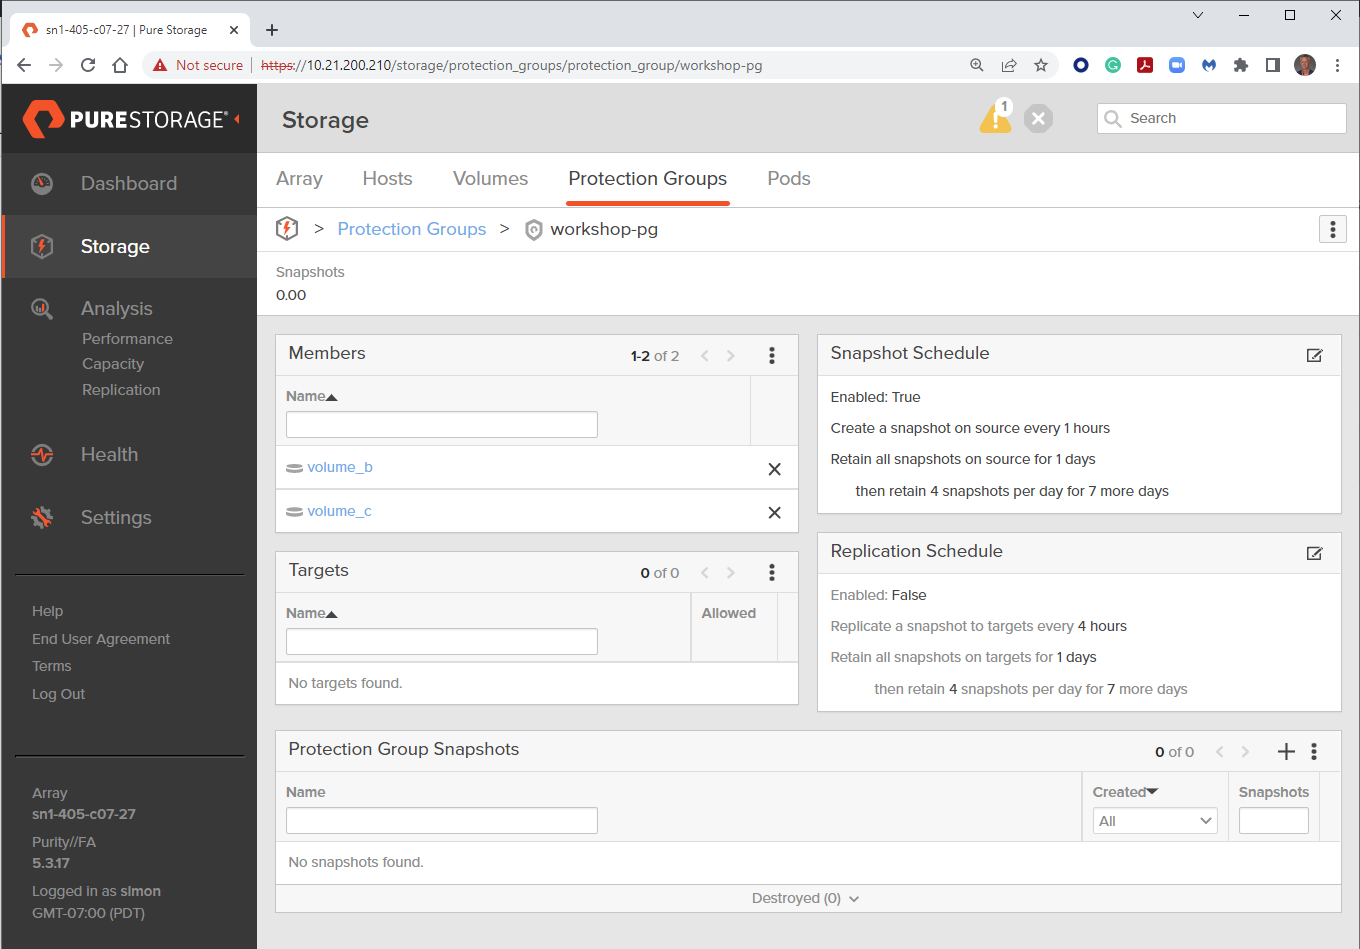 sn1-405-c07-27 | Pure Storage
Not secure | https://10.21.200.210/storage/protection_groups/protection_group/workshop-pg
PURESTORAGE®
Storage
1
Search
Dashboard
Storage
Analysis
Performance
Capacity
Replication
Health
Settings
Help
End User Agreement
Terms
Log Out
Array
sn1-405-c07-27
Purity//FA
5.3.17
Logged in as simon
GMT-07:00 (PDT)
Array Hosts Volumes Protection Groups Pods
> Protection Groups > workshop-pg
Snapshots
0.00
Members 1-2 of 2
Name
volume_b
volume_c
Targets 0 of 0
Name Allowed
No targets found.
Snapshot Schedule
Enabled: True
Create a snapshot on source every 1 hours
Retain all snapshots on source for 1 days
then retain 4 snapshots per day for 7 more days
Replication Schedule
Enabled: False
Replicate a snapshot to targets every 4 hours
Retain all snapshots on targets for 1 days
then retain 4 snapshots per day for 7 more days
Protection Group Snapshots 0 of 0
Name Created Snapshots
All
No snapshots found.
Destroyed (0)